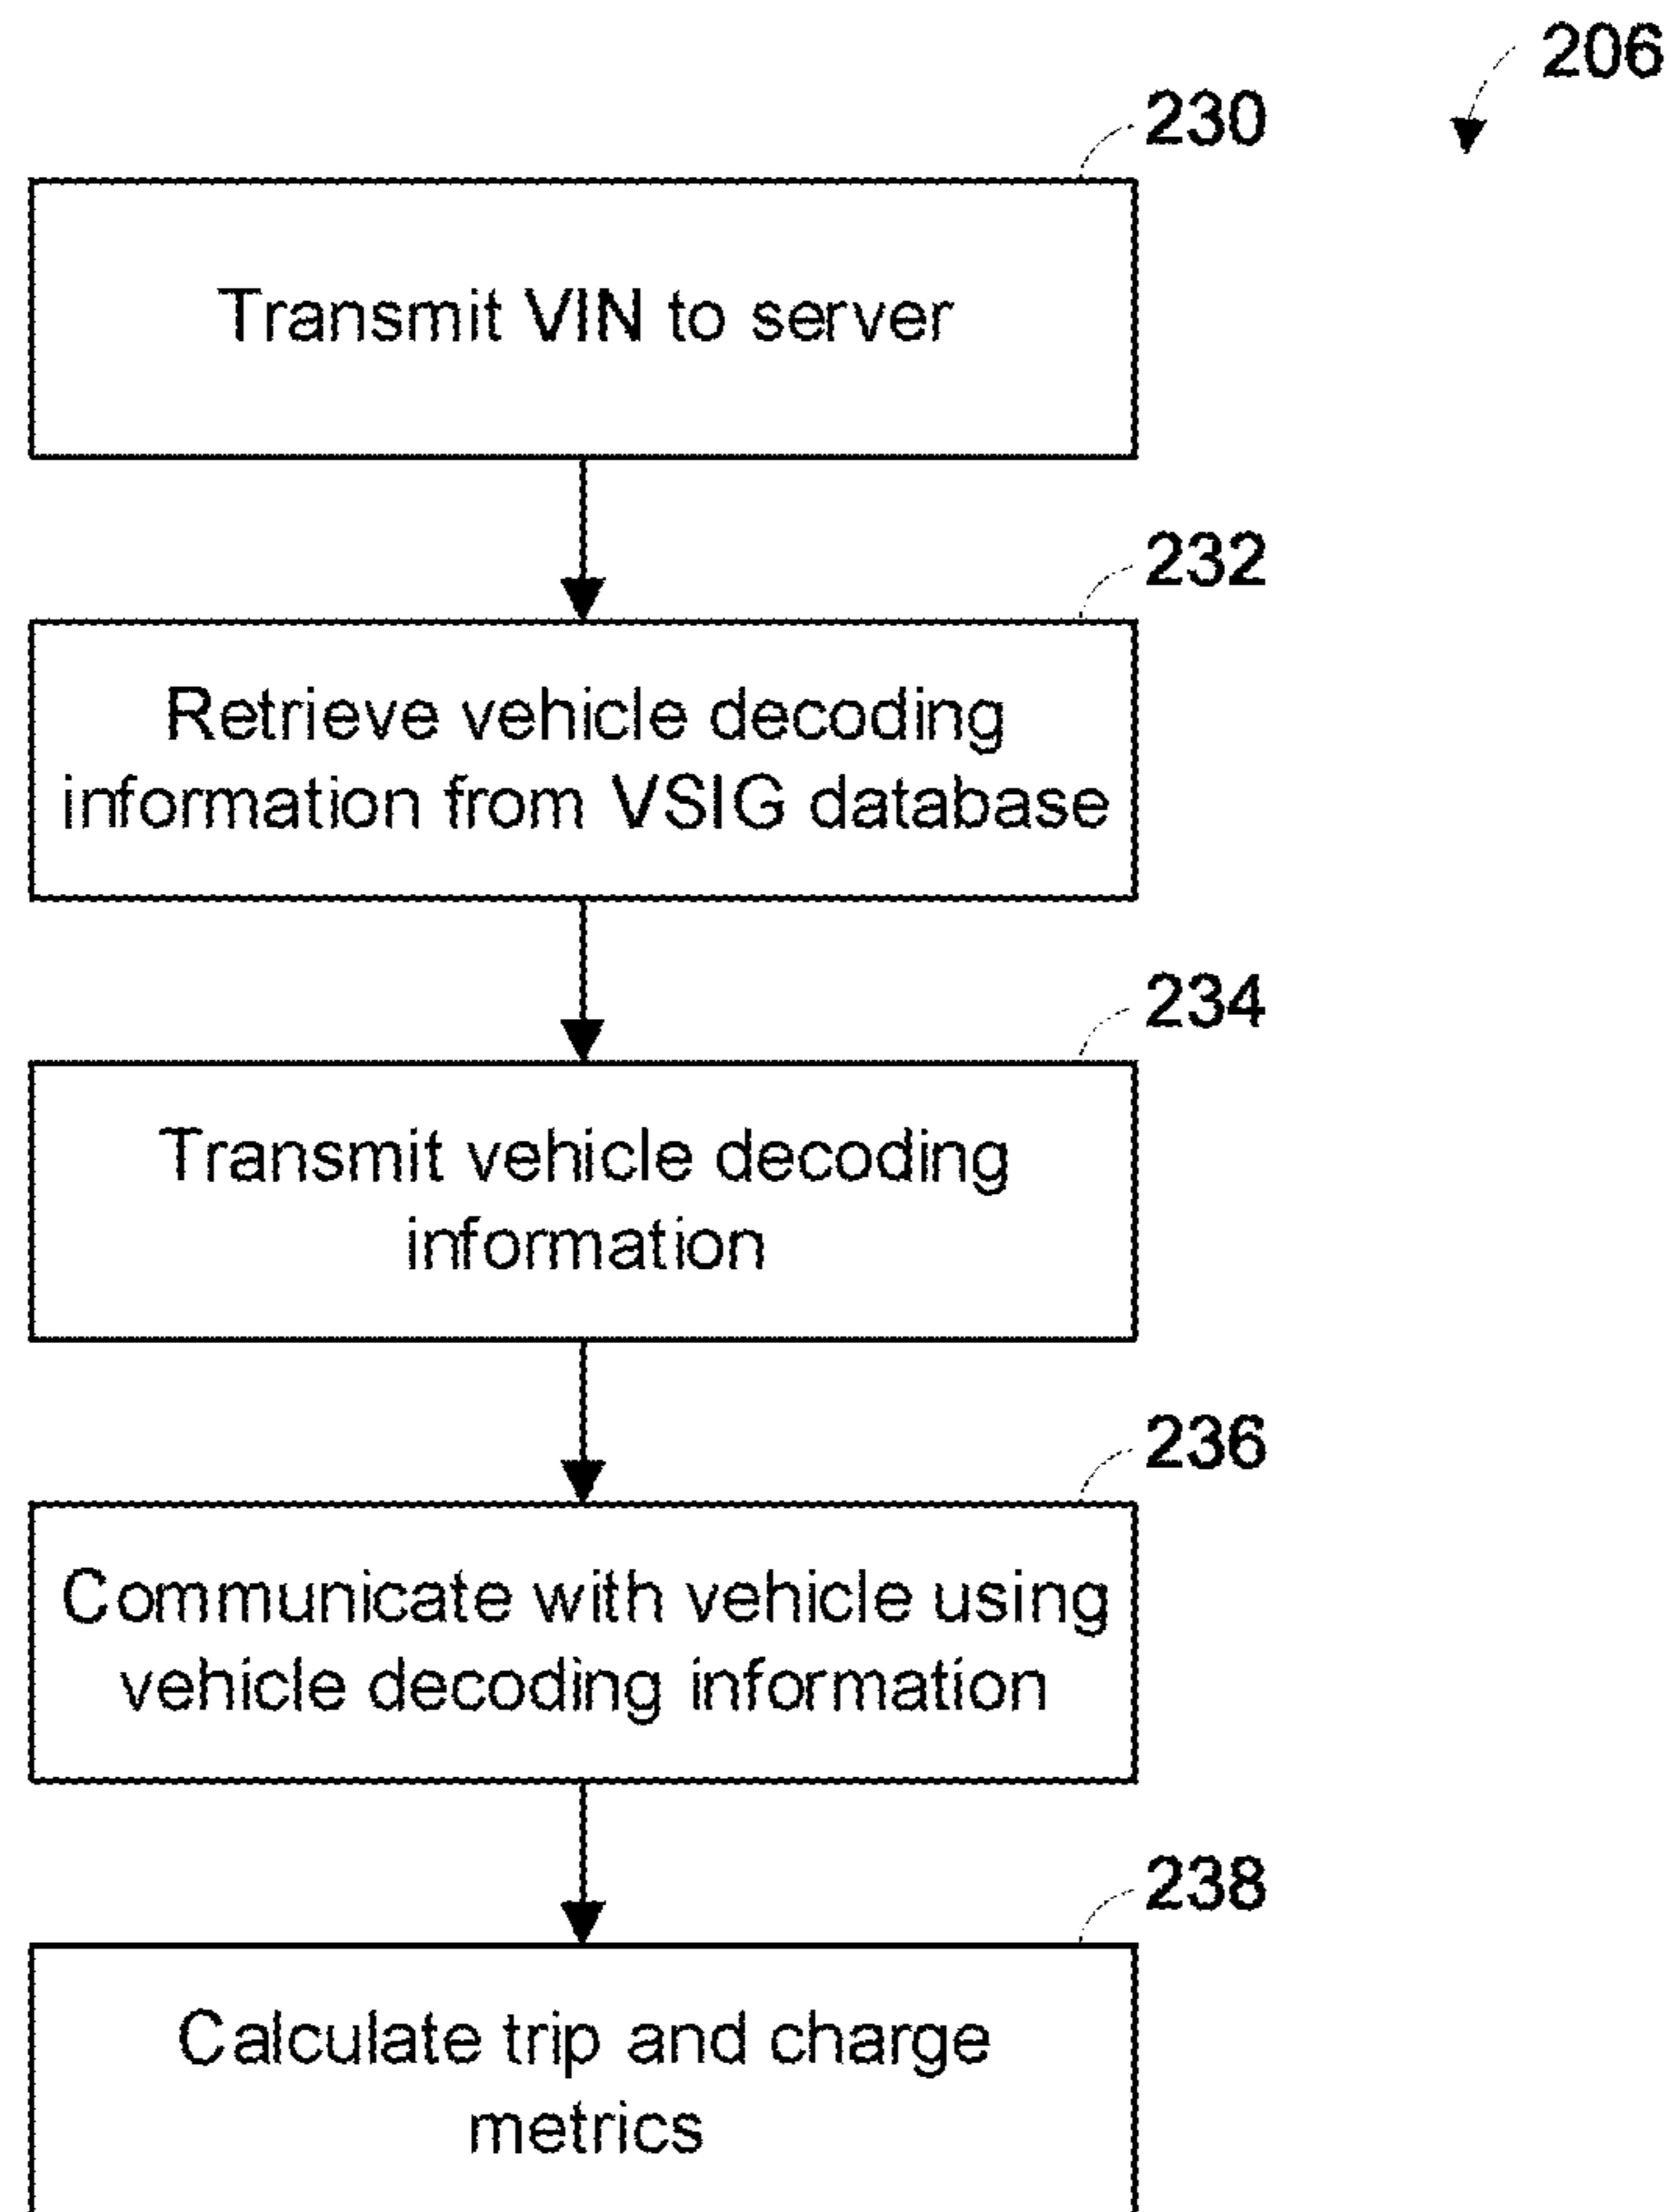 206
230
Transmit VIN to server
232
Retrieve vehicle decoding
information from VSIG database
234
Transmit vehicle decoding
information
236
Communicate with vehicle using
vehicle decoding information
238
Calculate trip and charge
metrics